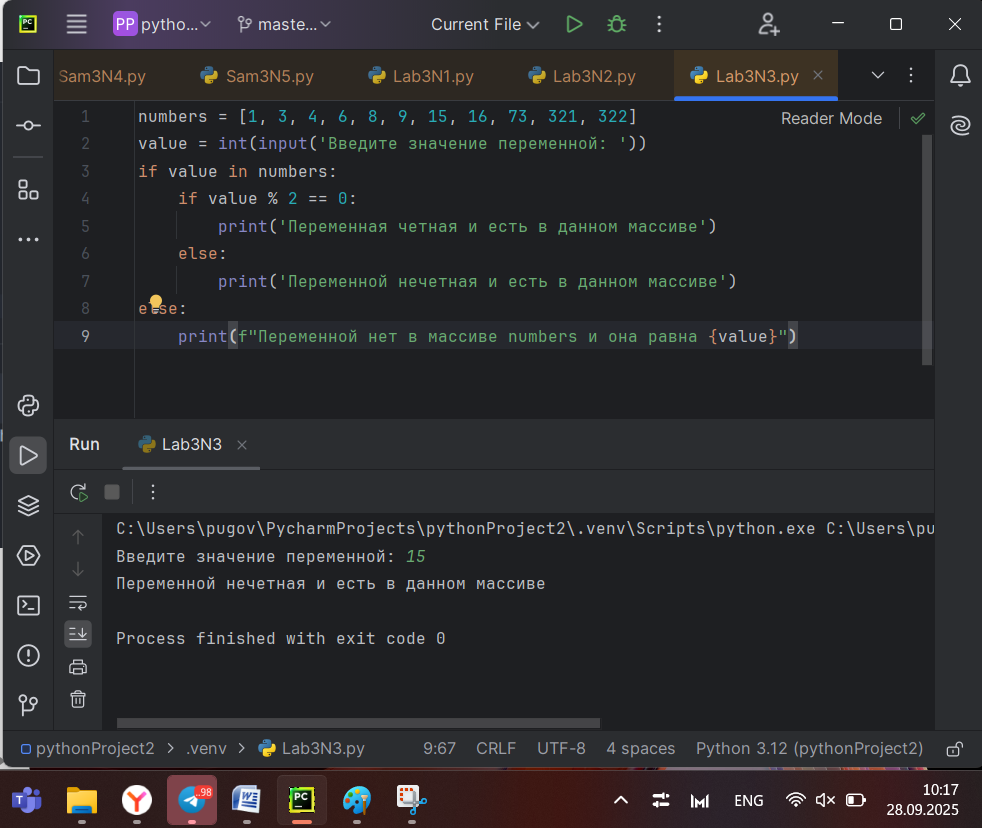 PC
PP pytho...
maste...
Current File
Sam3N4.py
Sam3N5.py
Lab3N1.py
Lab3N2.py
Lab3N3.py
Reader Mode
1 numbers = [1, 3, 4, 6, 8, 9, 15, 16, 73, 321, 322]
2 value = int(input('Введите значение переменной: '))
3 if value in numbers:
4 if value % 2 == 0:
5 print('Переменная четная и есть в данном массиве')
6 else:
7 print('Переменной нечетная и есть в данном массиве')
8 else:
9 print(f"Переменной нет в массиве numbers и она равна {value}")
Run
Lab3N3
C:\Users\pugov\PycharmProjects\pythonProject2\.venv\Scripts\python.exe C:\Users\pu
Введите значение переменной: 15
Переменной нечетная и есть в данном массиве
Process finished with exit code 0
pythonProject2 > .venv > Lab3N3.py
9:67
CRLF
UTF-8
4 spaces
Python 3.12 (pythonProject2)
98
PC
ENG
10:17
28.09.2025